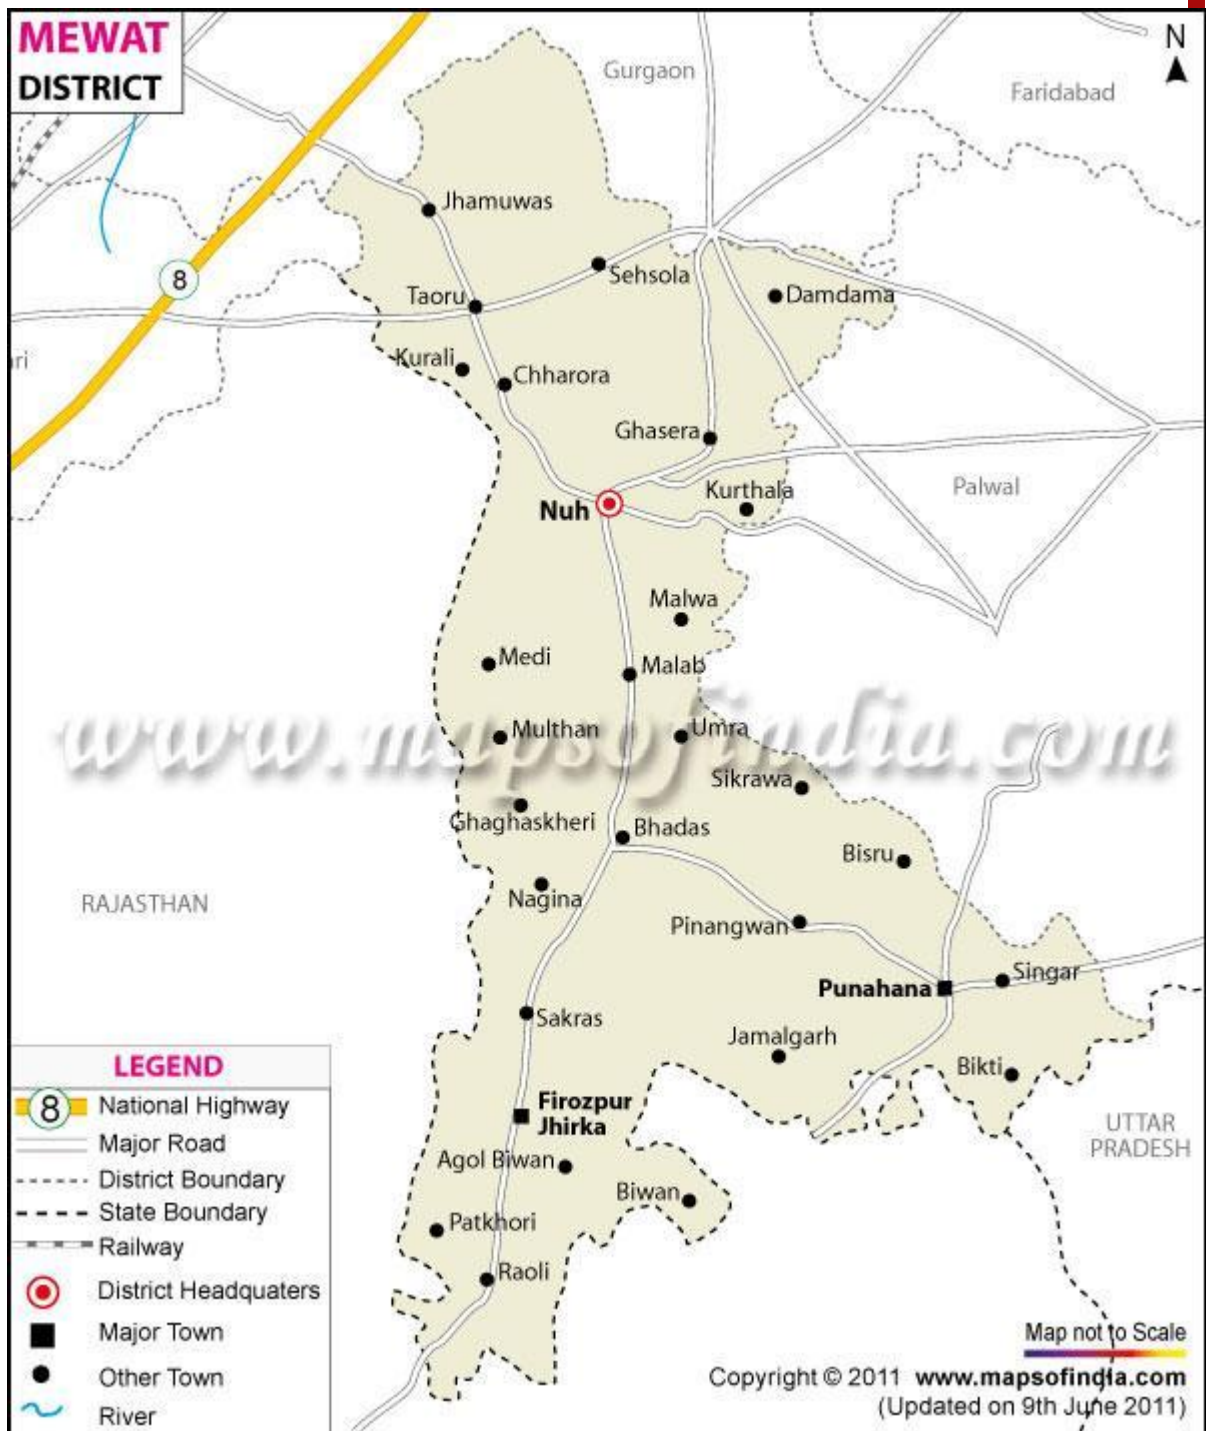 MEWAT
DISTRICT
N
Gurgaon
Faridabad
Jhamuwas
Sehsola
8
Taoru
Damdama
ri
Kurali
Chharora
Ghasera
Kurthala
Palwal
Nuh
Malwa
Medi
Malab
www.mapsofindia.com
Multhan
Umra
Sikrawa
Ghaghaskheri
Bhadas
Bisru
Nagina
RAJASTHAN
Pinangwan
Singar
Punahana
Sakras
Jamalgarh
Bikti
Firozpur
Jhirka
UTTAR
PRADESH
Agol Biwan
Biwan
Patkhori
Raoli
LEGEND
8 National Highway
Major Road
District Boundary
State Boundary
Railway
District Headquaters
Major Town
Other Town
River
Map not to Scale
Copyright © 2011 www.mapsofindia.com
(Updated on 9th June 2011)